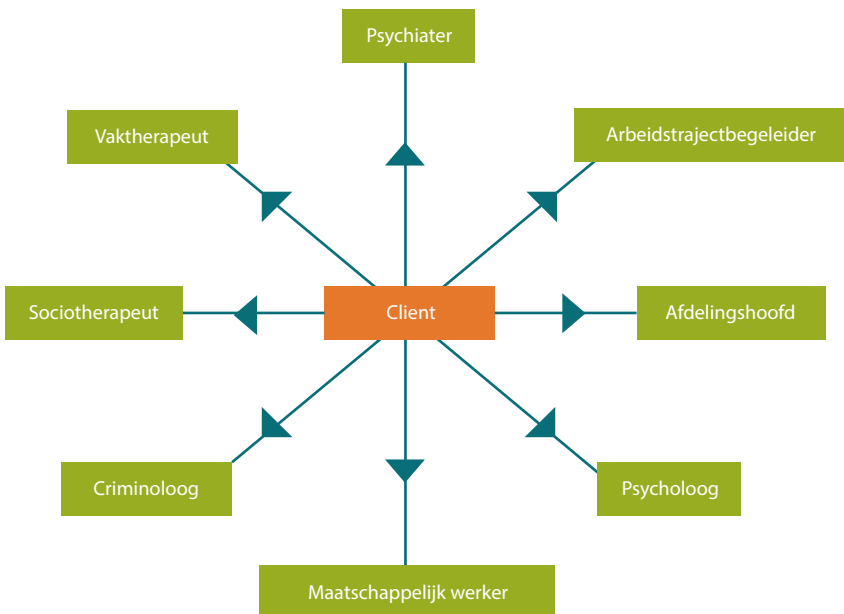 Psychiater
Vaktherapeut
Arbeidstrajectbegeleider
Sociotherapeut
Client
Afdelingshoofd
Criminoloog
Psycholoog
Maatschappelijk werker